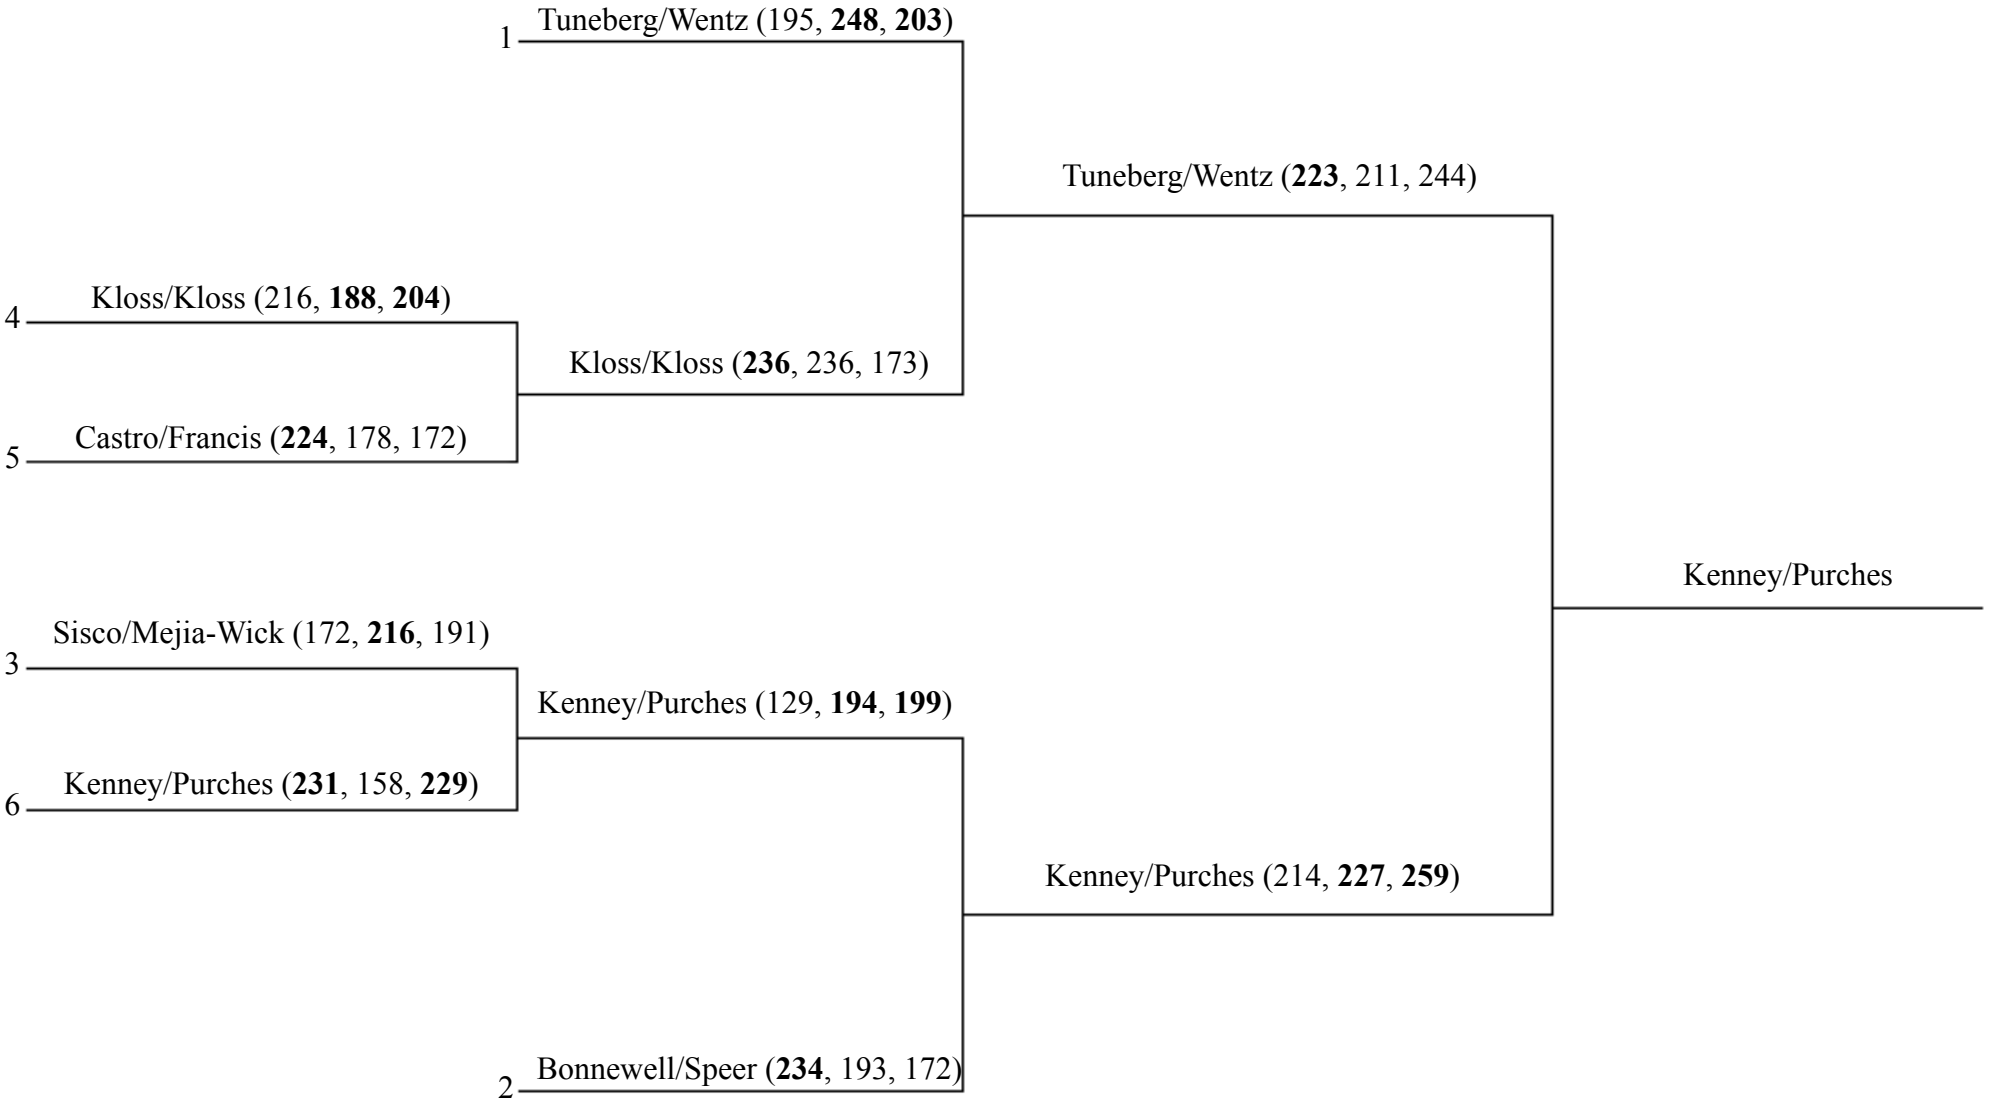 Tuneberg/Wentz (195, 248, 203)
1
Tuneberg/Wentz (223, 211, 244)
Kloss/Kloss (216, 188, 204)
4
Kloss/Kloss (236, 236, 173)
Castro/Francis (224, 178, 172)
5
Kenney/Purches
Sisco/Mejia-Wick (172, 216, 191)
3
Kenney/Purches (129, 194, 199)
Kenney/Purches (231, 158, 229)
6
Kenney/Purches (214, 227, 259)
Bonnewell/Speer (234, 193, 172)
2